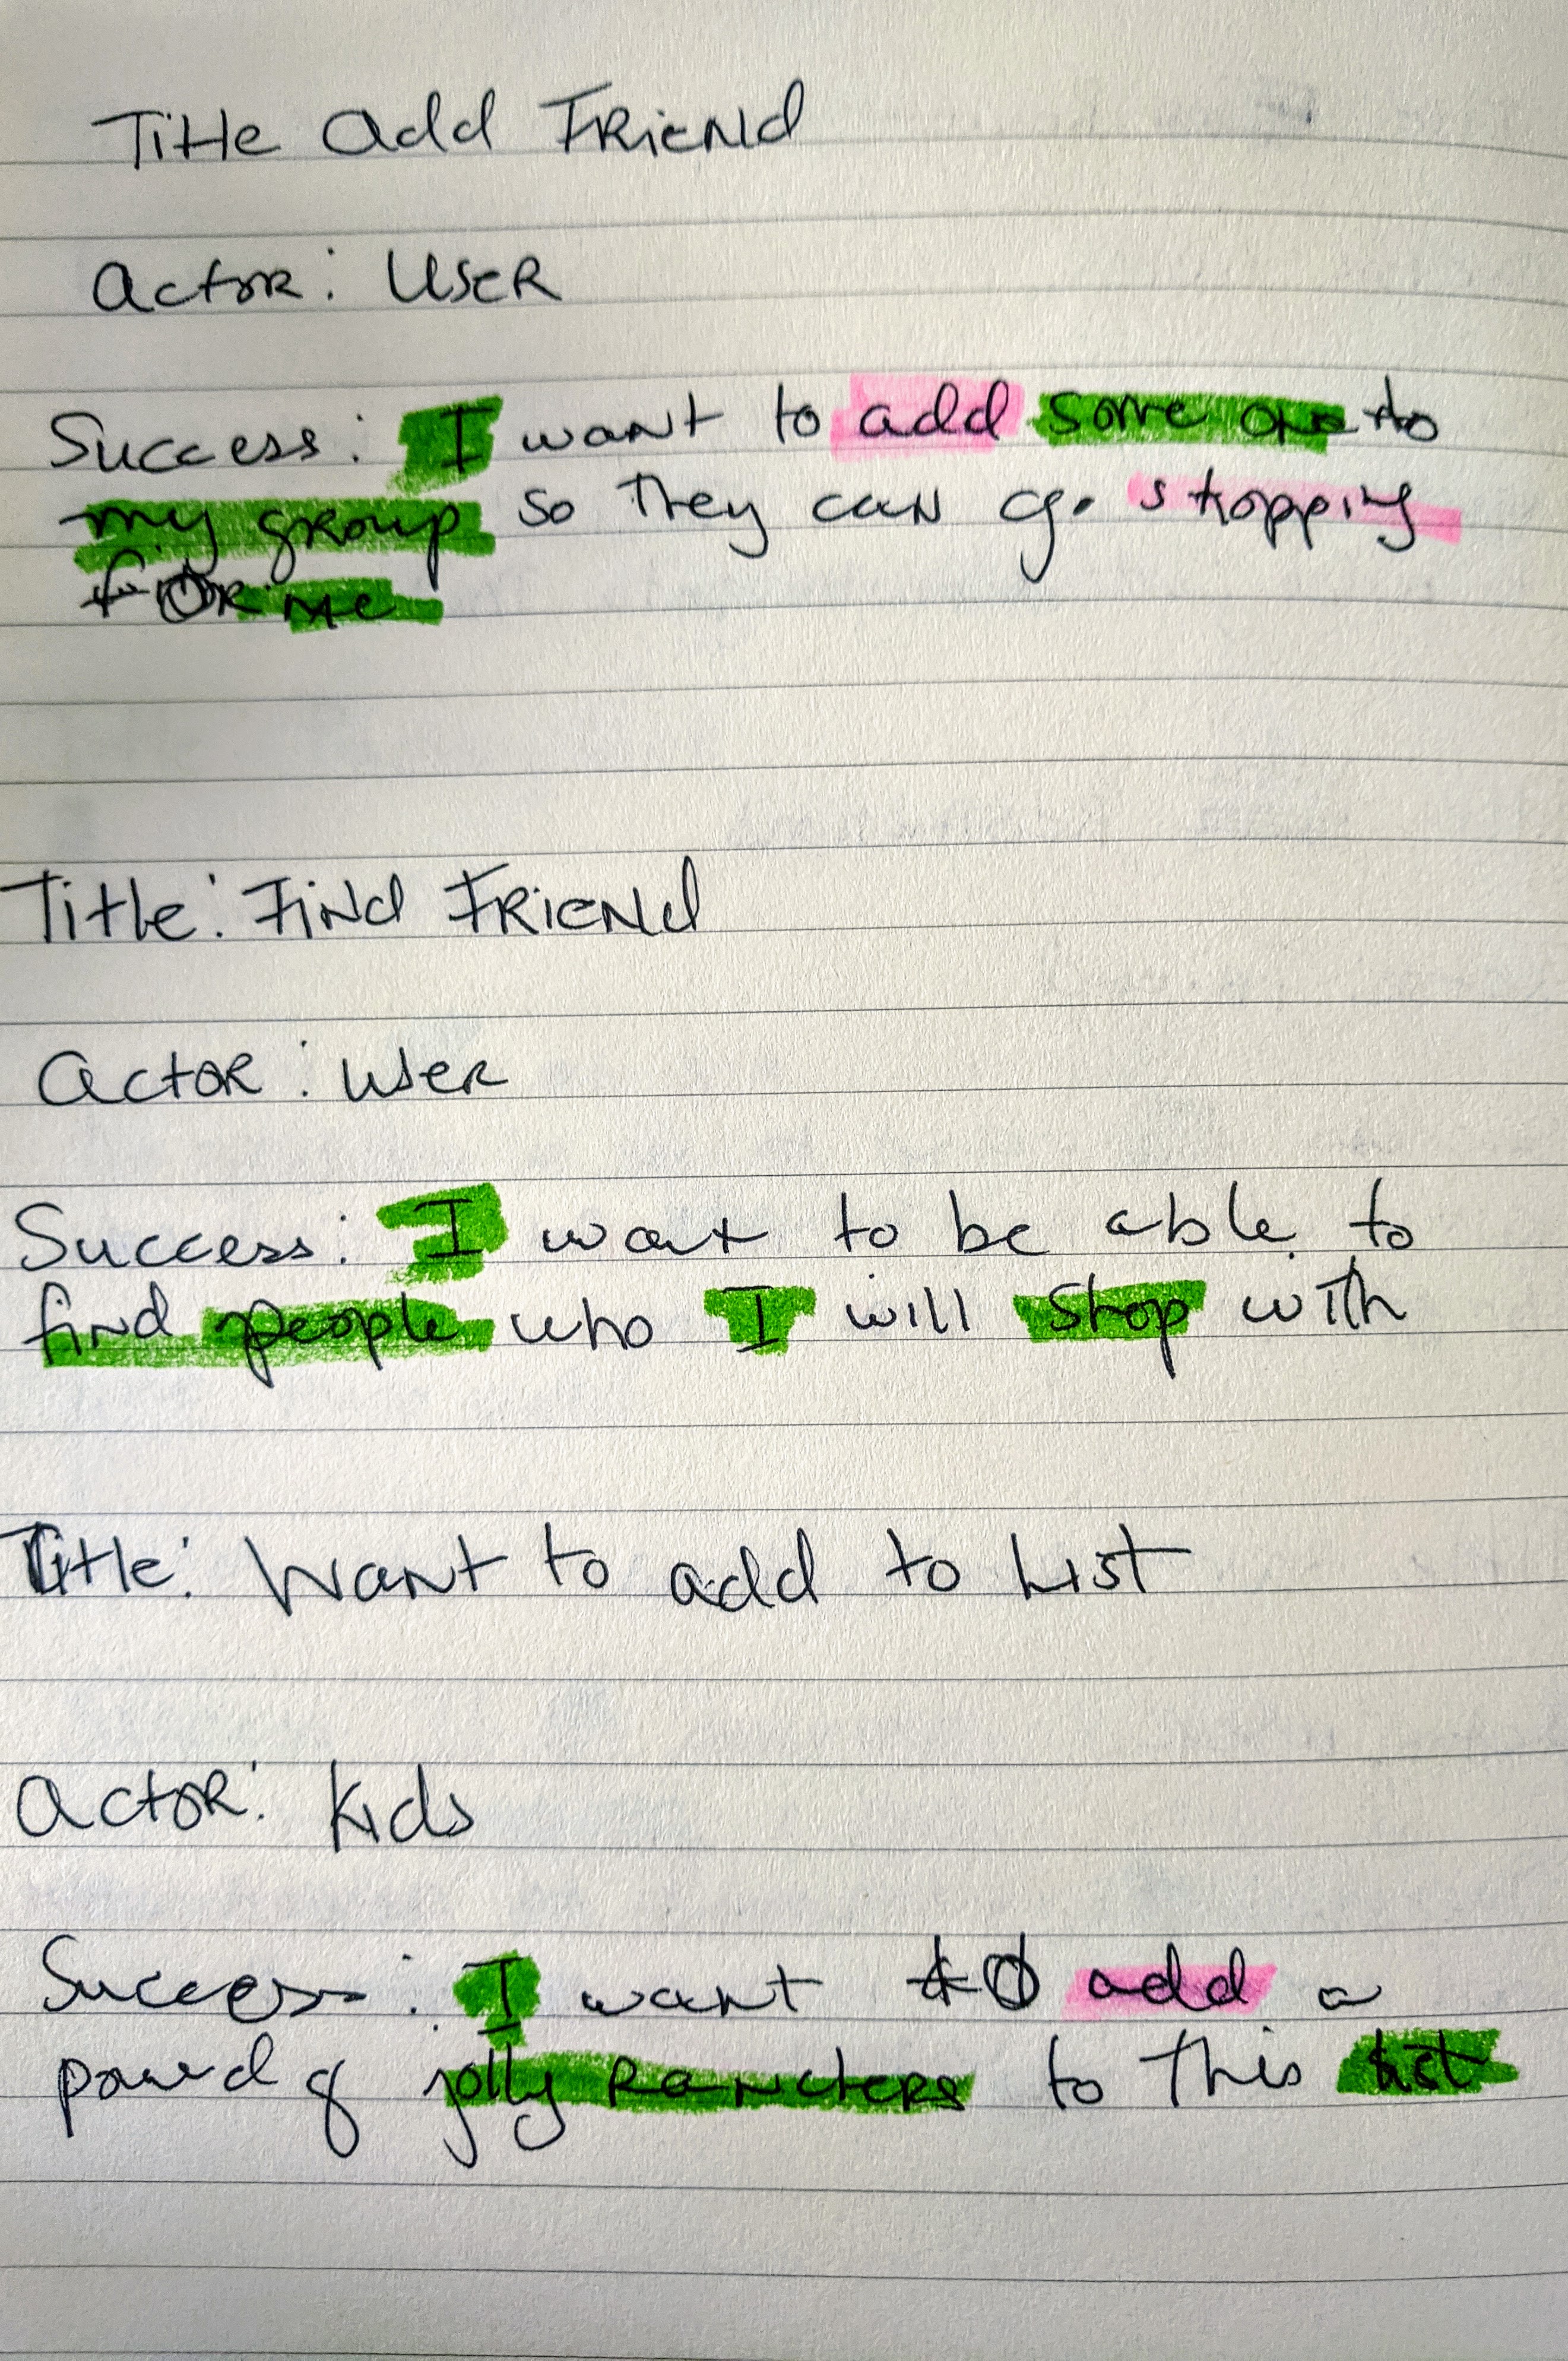 Title Add Friend
Actor: User
Success: I want to add some one to
my group so they can go shopping
for me
Title: Find Friend
Actor: User
Success: I want to be able to
find people who I will shop with
Title: Want to add to List
Actor: Kids
Success: I want to add a
pound of jolly Ranchers to this list